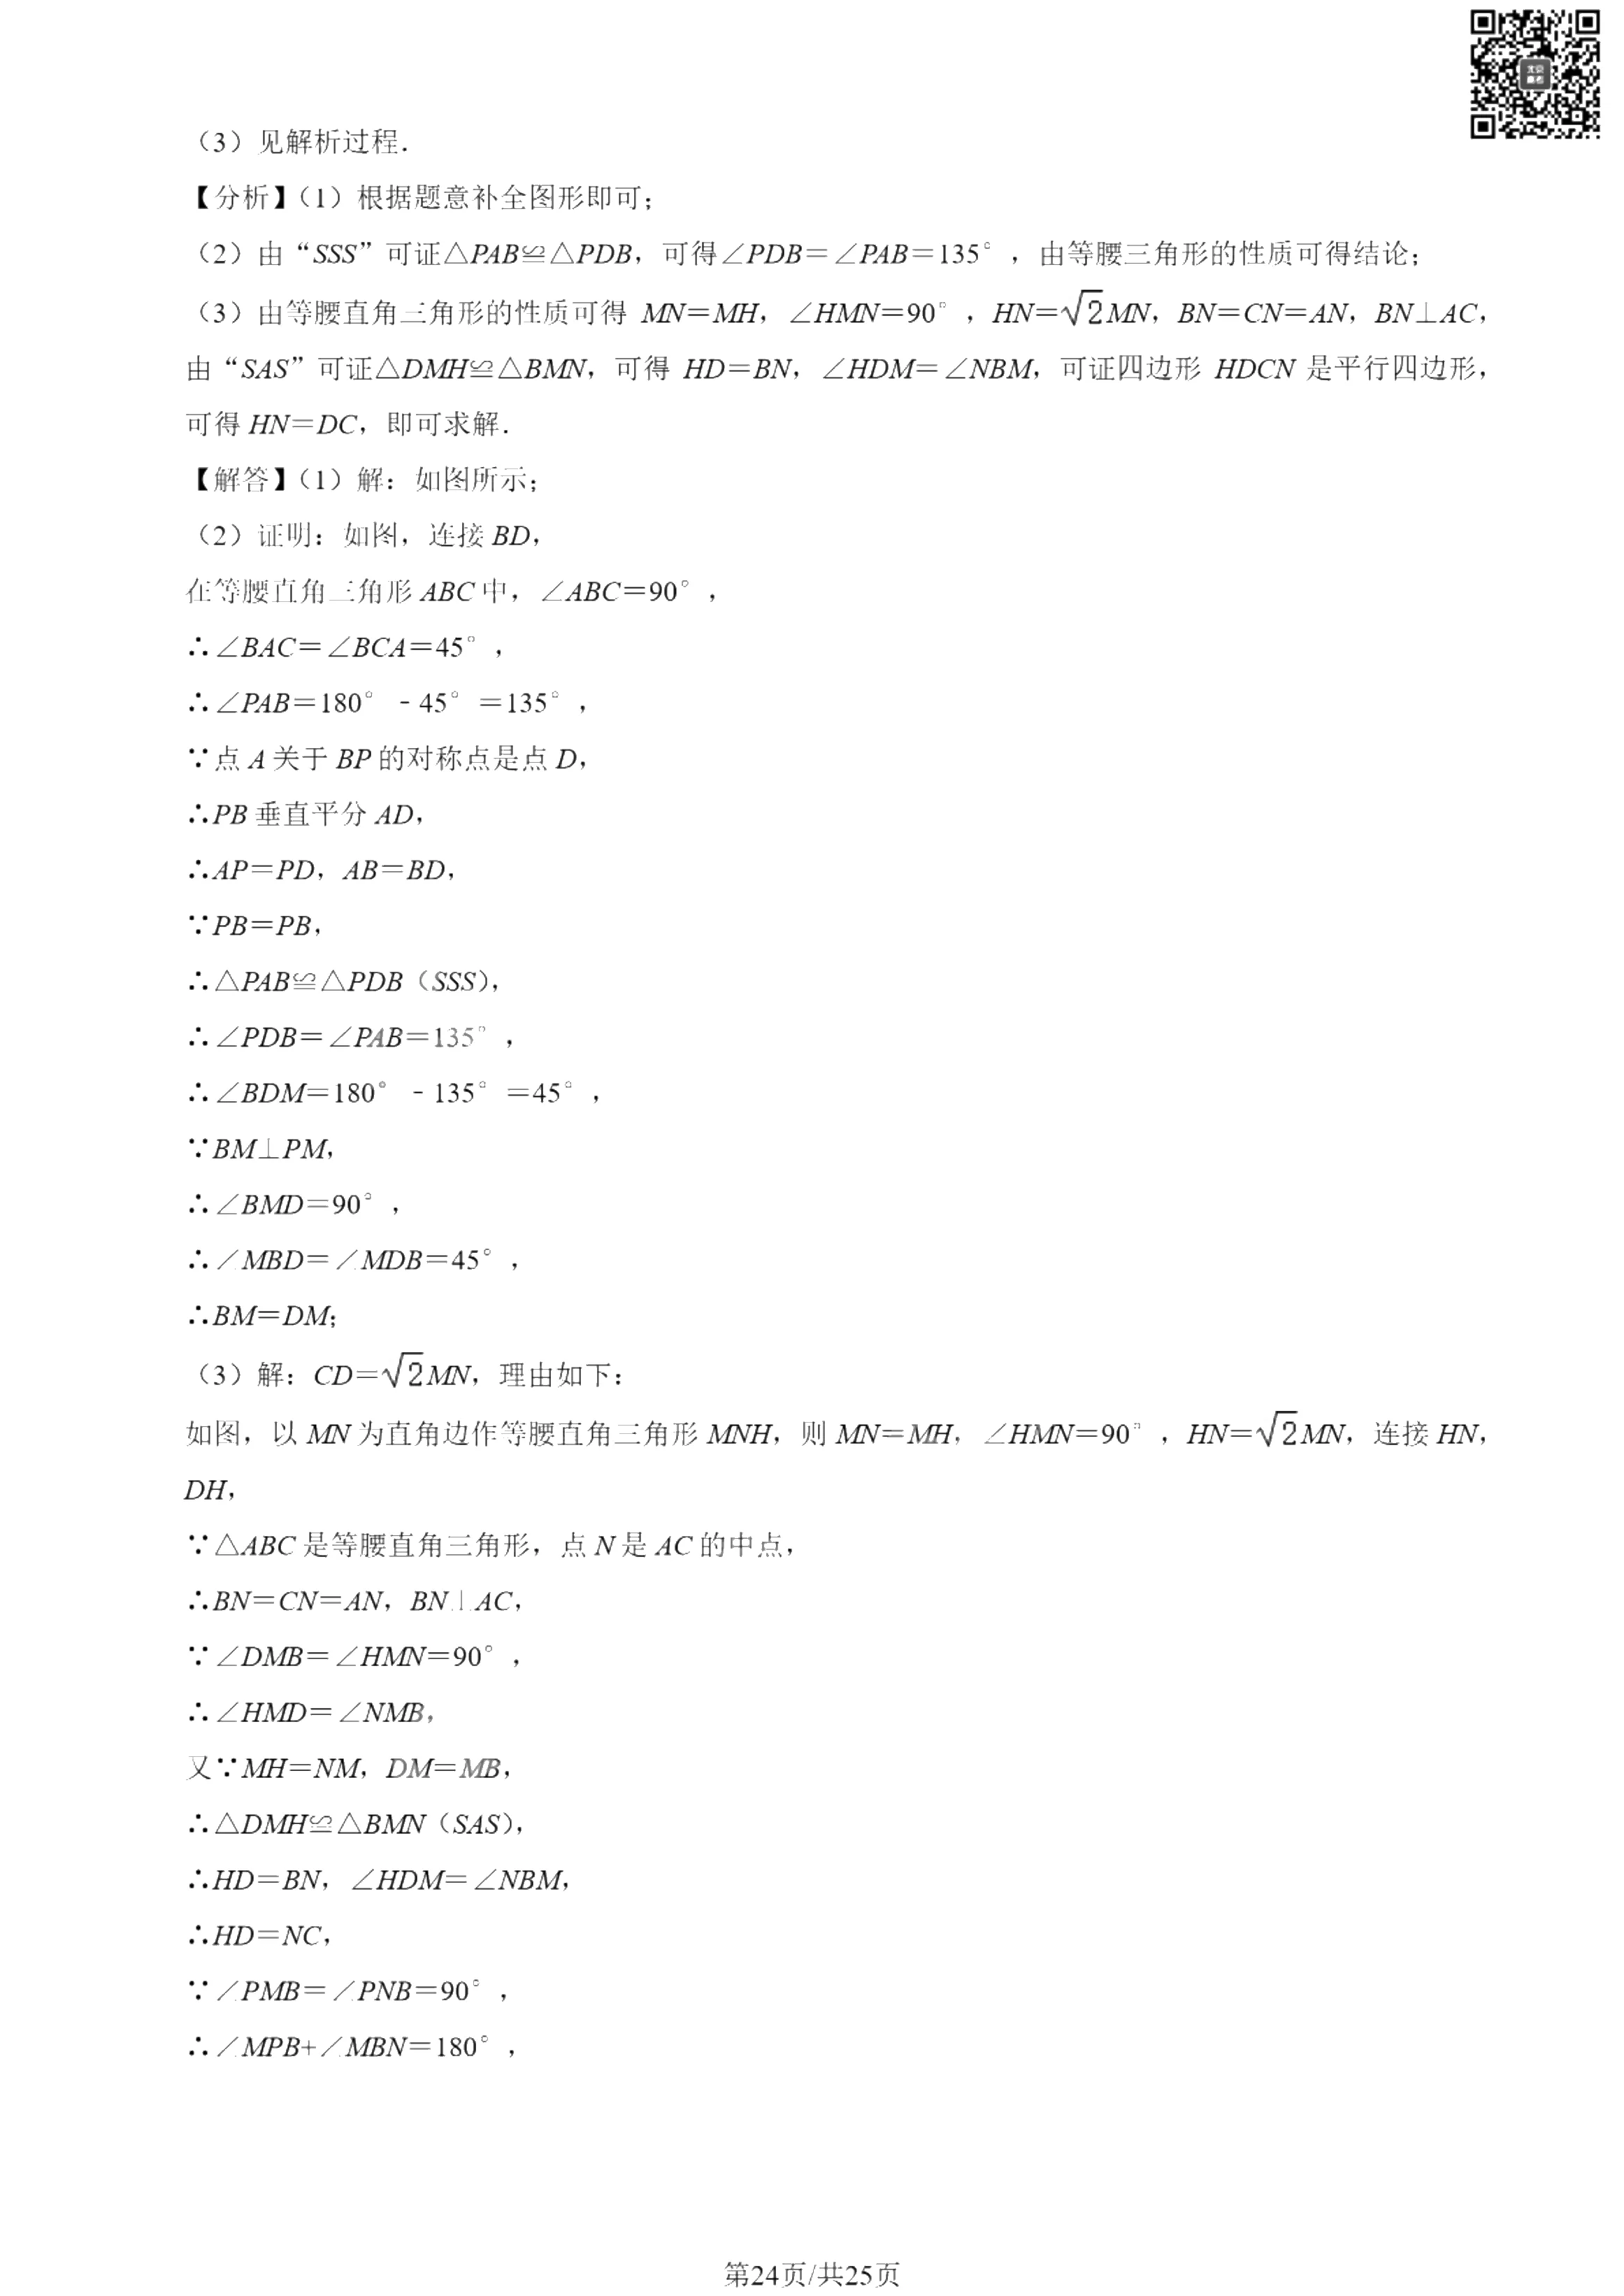 （3）见解析过程．
【分析】（1）根据题意补全图形即可；
（2）由“SSS”可证△PAB≌△PDB，可得∠PDB＝∠PAB＝135°，由等腰三角形的性质可得结论；
（3）由等腰直角三角形的性质可得 MN＝MH，∠HMN＝90°，HN＝√2MN，BN＝CN＝AN，BN⊥AC，
由“SAS”可证△DMH≌△BMN，可得 HD＝BN，∠HDM＝∠NBM，可证四边形 HDCN 是平行四边形，
可得 HN＝DC，即可求解．
【解答】（1）解：如图所示；
（2）证明：如图，连接 BD，
在等腰直角三角形 ABC 中，∠ABC＝90°，
∴∠BAC＝∠BCA＝45°，
∴∠PAB＝180°﹣45°＝135°，
∵点 A 关于 BP 的对称点是点 D，
∴PB 垂直平分 AD，
∴AP＝PD，AB＝BD，
∵PB＝PB，
∴△PAB≌△PDB（SSS），
∴∠PDB＝∠PAB＝135°，
∴∠BDM＝180°﹣135°＝45°，
∵BM⊥PM，
∴∠BMD＝90°，
∴∠MBD＝∠MDB＝45°，
∴BM＝DM；
（3）解：CD＝√2MN，理由如下：
如图，以 MN 为直角边作等腰直角三角形 MNH，则 MN＝MH，∠HMN＝90°，HN＝√2MN，连接 HN，
DH，
∵△ABC 是等腰直角三角形，点 N 是 AC 的中点，
∴BN＝CN＝AN，BN⊥AC，
∵∠DMB＝∠HMN＝90°，
∴∠HMD＝∠NMB，
又∵MH＝NM，DM＝MB，
∴△DMH≌△BMN（SAS），
∴HD＝BN，∠HDM＝∠NBM，
∴HD＝NC，
∵∠PMB＝∠PNB＝90°，
∴∠MPB+∠MBN＝180°，
第24页/共25页